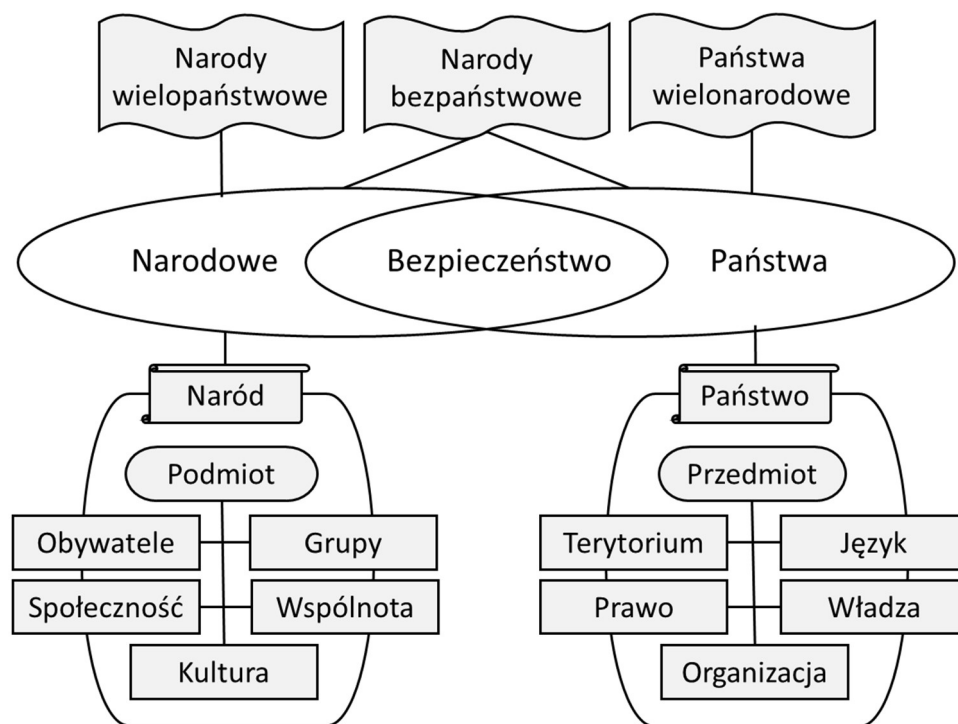 Narody
wielopaństwowe
Narody
bezpaństwowe
Państwa
wielonarodowe
Narodowe
Bezpieczeństwo
Państwa
Naród
Państwo
Podmiot
Przedmiot
Obywatele
Grupy
Terytorium
Język
Społeczność
Wspólnota
Prawo
Władza
Kultura
Organizacja